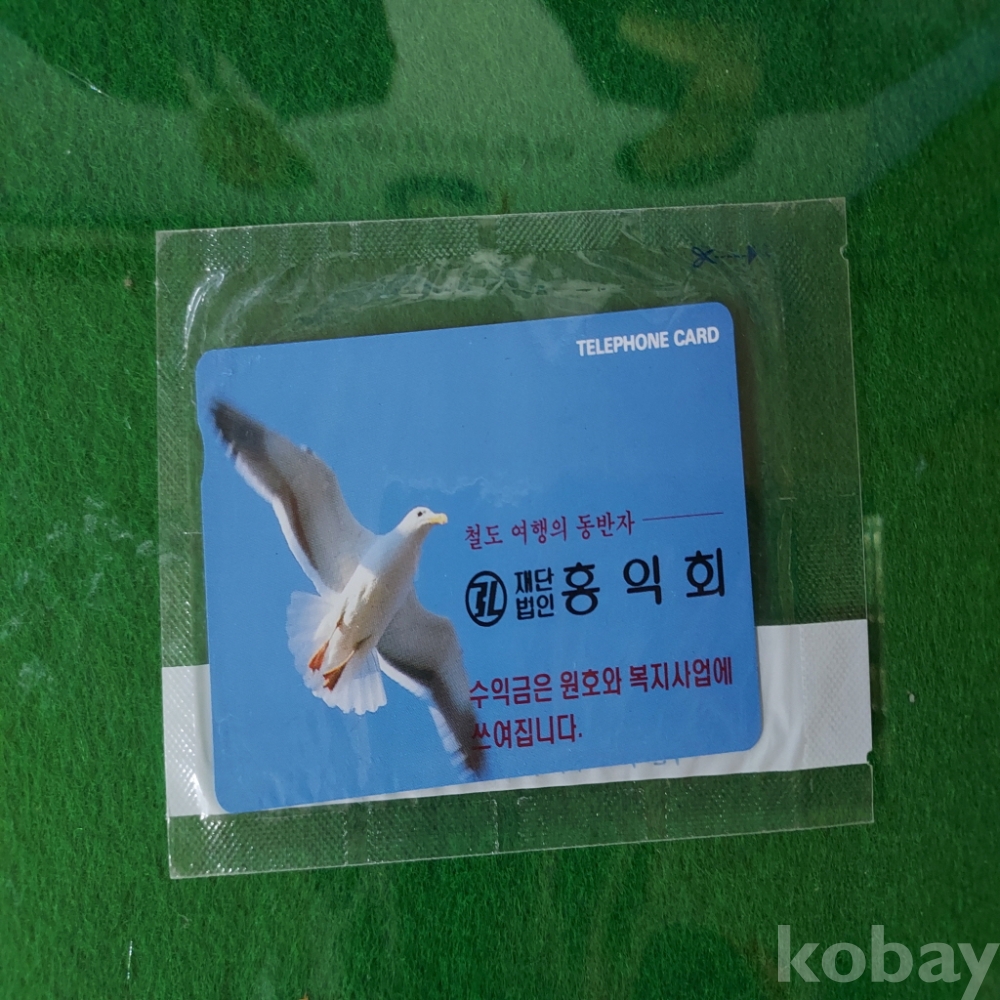 TELEPHONE CARD
철도 여행의 동반자
재단
법인 홍익회
수익금은 원호와 복지사업에
쓰여집니다.
kobay